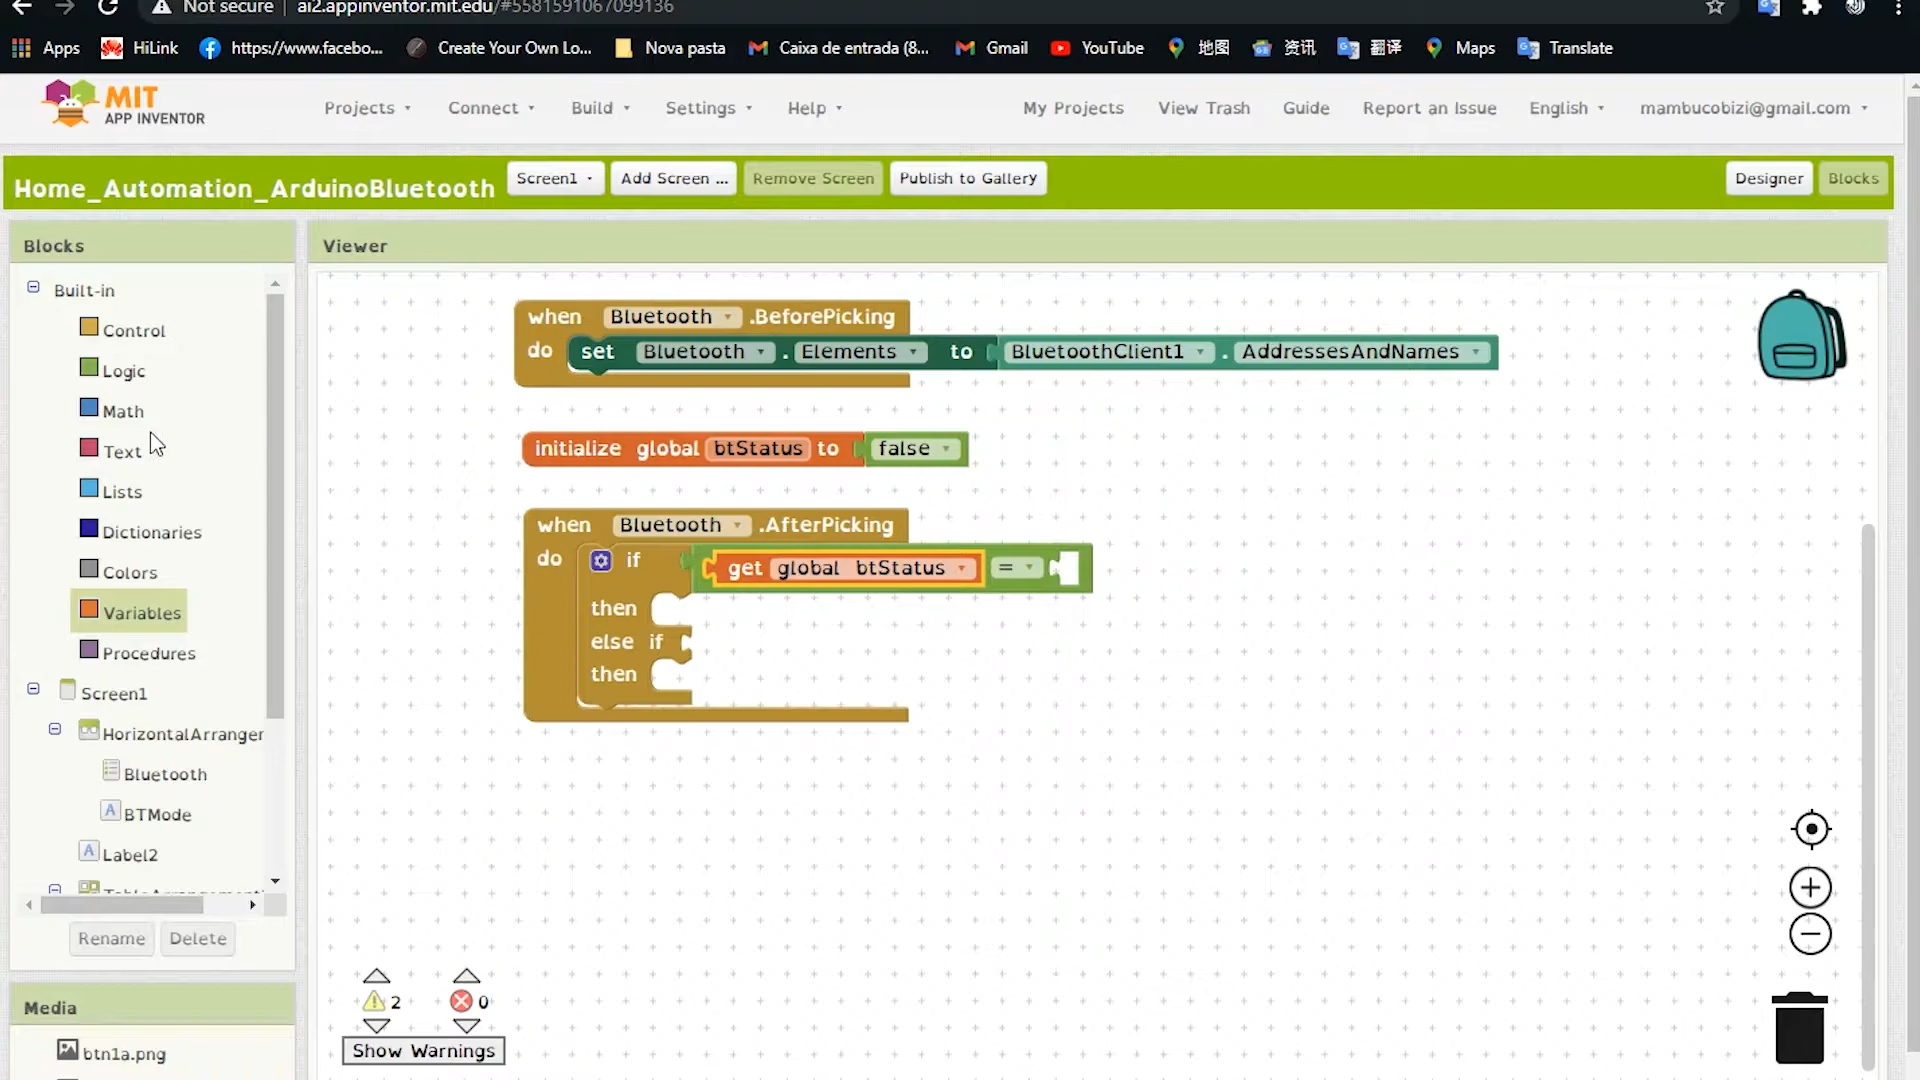 Not secure
ai2.appinventor.mit.edu/#5581591067099136
Apps
HiLink
https://www.facebo...
Create Your Own Lo...
Nova pasta
Caixa de entrada (8...
Gmail
YouTube
地图
资讯
翻译
Maps
Translate
MIT
APP INVENTOR
Projects
Connect
Build
Settings
Help
My Projects
View Trash
Guide
Report an Issue
English
mambucobizi@gmail.com
Home_Automation_ArduinoBluetooth
Screen1
Add Screen ...
Remove Screen
Publish to Gallery
Designer
Blocks
Blocks
Viewer
Built-in
Control
Logic
Math
Text
Lists
Dictionaries
Colors
Variables
Procedures
Screen1
HorizontalArranger
Bluetooth
BTMode
Label2
Rename
Delete
Media
btn1a.png
when Bluetooth .BeforePicking
do set Bluetooth . Elements to BluetoothClient1 . AddressesAndNames
initialize global btStatus to false
when Bluetooth .AfterPicking
do if get global btStatus =
then
else if
then
2
0
Show Warnings